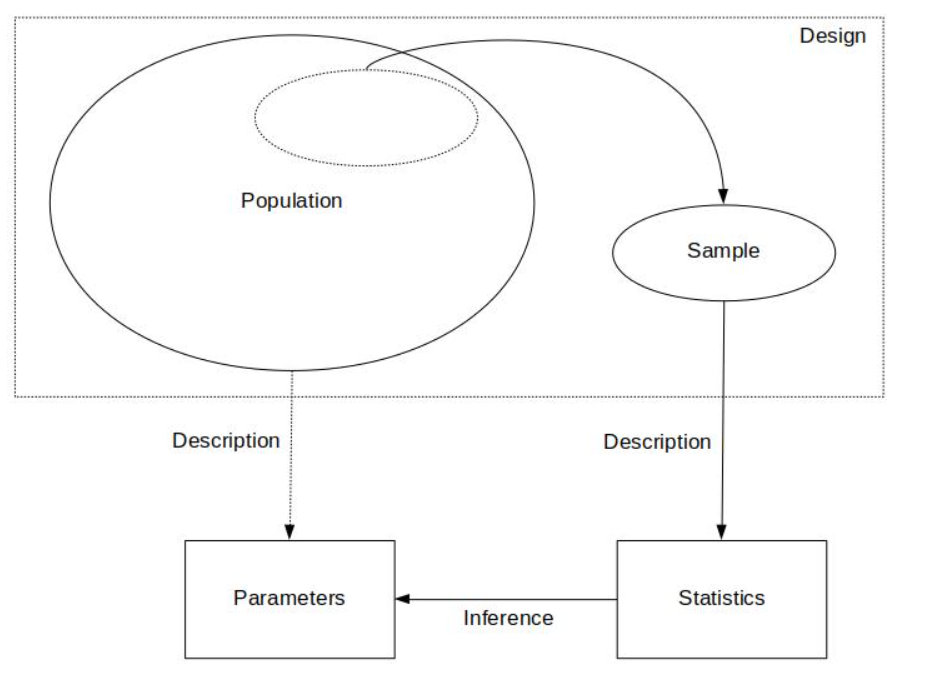 Design
Population
Sample
Description
Description
Parameters
Statistics
Inference